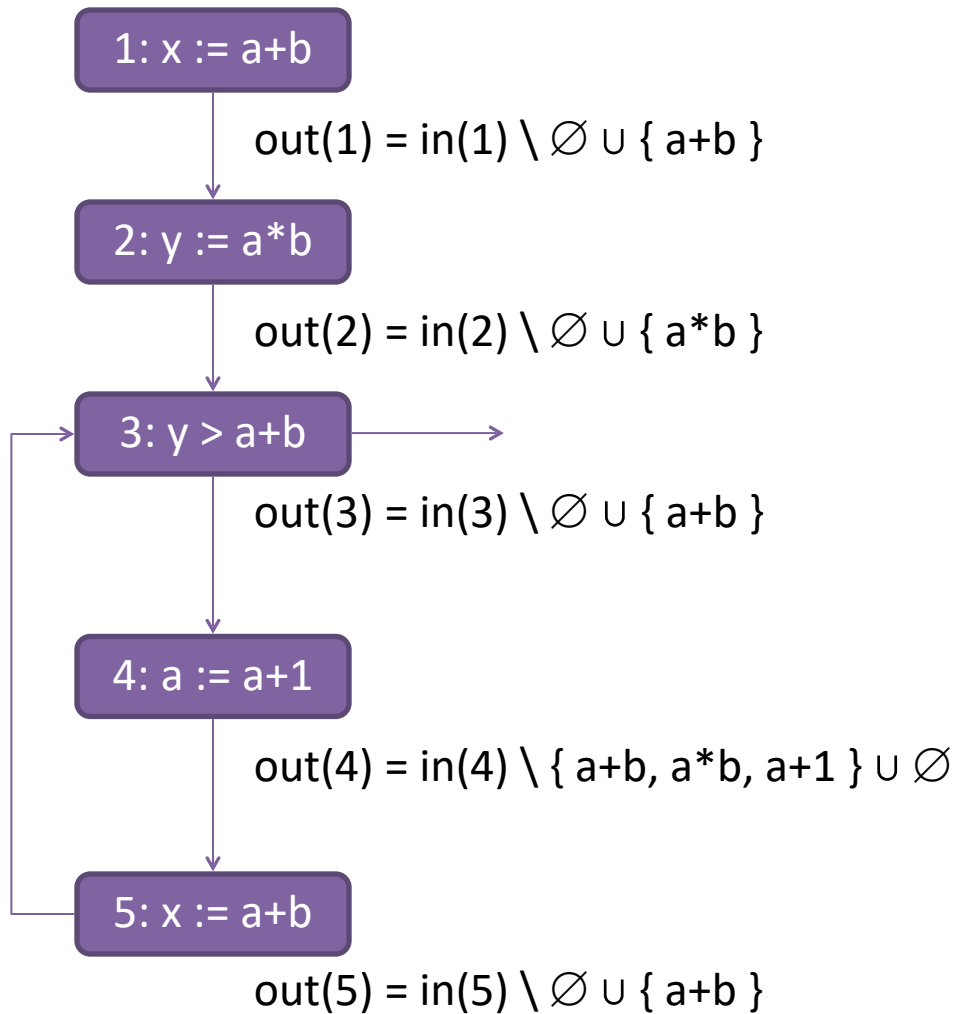 1: x := a+b
out(1) = in(1) \ ∅ ∪ { a+b }
2: y := a*b
out(2) = in(2) \ ∅ ∪ { a*b }
3: y > a+b
out(3) = in(3) \ ∅ ∪ { a+b }
4: a := a+1
out(4) = in(4) \ { a+b, a*b, a+1 } ∪ ∅
5: x := a+b
out(5) = in(5) \ ∅ ∪ { a+b }